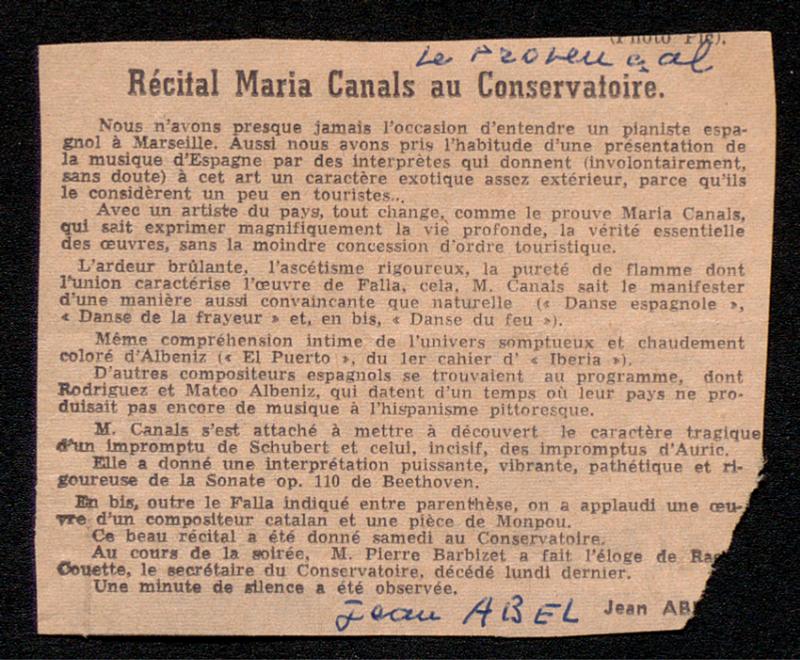 (Photo Pte).
Le Provençal
Récital Maria Canals au Conservatoire.
Nous n'avons presque jamais l'occasion d'entendre un pianiste espa-
gnol à Marseille. Aussi nous avons pris l'habitude d'une présentation de
la musique d'Espagne par des interprètes qui donnent (involontairement,
sans doute) à cet art un caractère exotique assez extérieur, parce qu'ils
le considèrent un peu en touristes...
Avec un artiste du pays, tout change, comme le prouve Maria Canals,
qui sait exprimer magnifiquement la vie profonde, la vérité essentielle
des œuvres, sans la moindre concession d'ordre touristique.
L'ardeur brûlante, l'ascétisme rigoureux, la pureté de flamme dont
l'union caractérise l'œuvre de Falla, cela, M. Canals sait le manifester
d'une manière aussi convaincante que naturelle (« Danse espagnole »,
« Danse de la frayeur » et, en bis, « Danse du feu »).
Même compréhension intime de l'univers somptueux et chaudement
coloré d'Albeniz (« El Puerto », du 1er cahier d' « Iberia »).
D'autres compositeurs espagnols se trouvaient au programme, dont
Rodriguez et Mateo Albeniz, qui datent d'un temps où leur pays ne pro-
duisait pas encore de musique à l'hispanisme pittoresque.
M. Canals s'est attaché à mettre à découvert le caractère tragique
d'un impromptu de Schubert et celui, incisif, des impromptus d'Auric.
Elle a donné une interprétation puissante, vibrante, pathétique et ri-
goureuse de la Sonate op. 110 de Beethoven.
En bis, outre le Falla indiqué entre parenthèse, on a applaudi une œu-
vre d'un compositeur catalan et une pièce de Monpou.
Ce beau récital a été donné samedi au Conservatoire.
Au cours de la soirée, M. Pierre Barbizet a fait l'éloge de
Couette, le secrétaire du Conservatoire, décédé lundi dernier.
Une minute de silence a été observée.
Jean ABEL
Jean AB